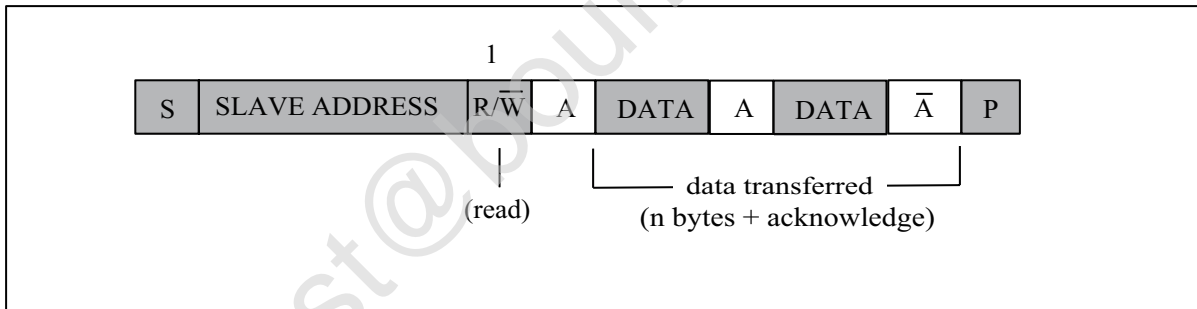 1
S SLAVE ADDRESS R/W̅ A DATA A DATA A̅ P
data transferred
(read)
(n bytes + acknowledge)